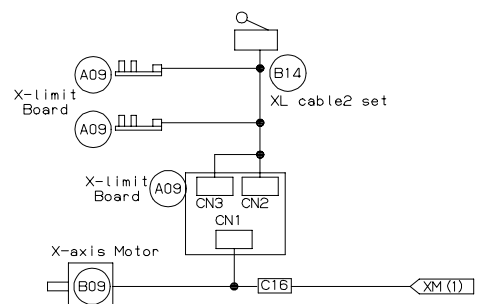 A09
B14
X-limit
Board
XL cable2 set
A09
X-limit
Board
A09
CN3
CN2
CN1
X-axis Motor
B09
C16
XM (1)